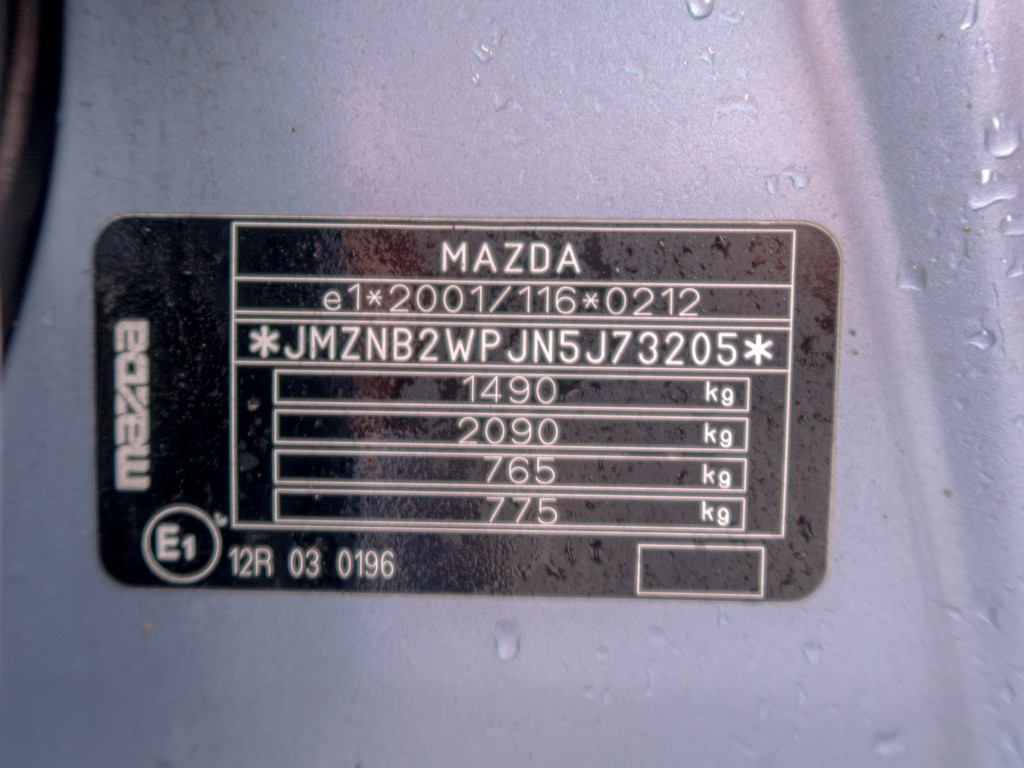 MAZDA
e1*2001/116*0212
*JMZNB2WPJN5J73205*
1490 kg
2090 kg
765 kg
775 kg
mazda
E1 12R 03 0196